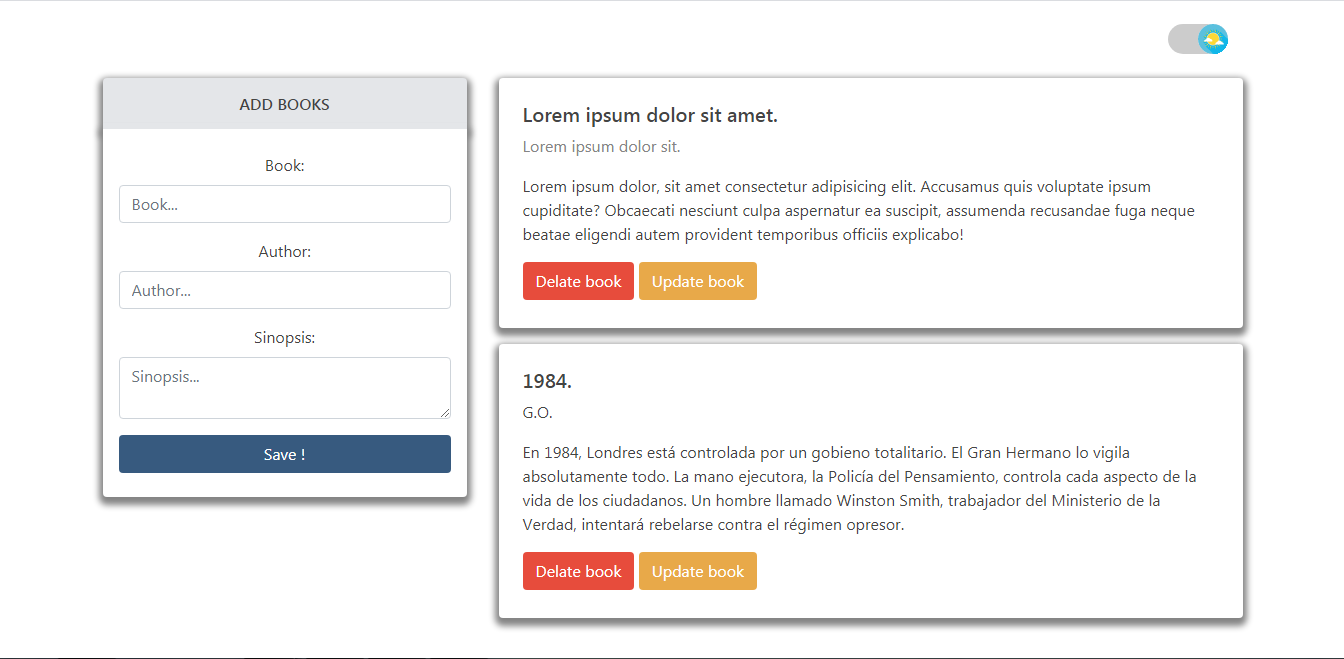 ADD BOOKS
Book:
Book...
Author:
Author...
Sinopsis:
Sinopsis...
Save !
Lorem ipsum dolor sit amet.
Lorem ipsum dolor sit.
Lorem ipsum dolor, sit amet consectetur adipisicing elit. Accusamus quis voluptate ipsum
cupiditate? Obcaecati nesciunt culpa aspernatur ea suscipit, assumenda recusandae fuga neque
beatae eligendi autem provident temporibus officiis explicabo!
Delate book Update book
1984.
G.O.
En 1984, Londres está controlada por un gobieno totalitario. El Gran Hermano lo vigila
absolutamente todo. La mano ejecutora, la Policía del Pensamiento, controla cada aspecto de la
vida de los ciudadanos. Un hombre llamado Winston Smith, trabajador del Ministerio de la
Verdad, intentará rebelarse contra el régimen opresor.
Delate book Update book